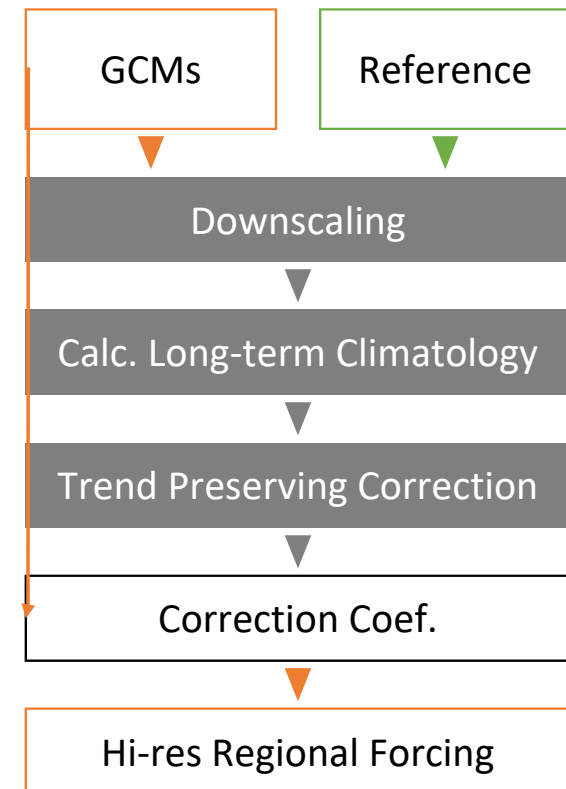 GCMs
Reference
Downscaling
Calc. Long-term Climatology
Trend Preserving Correction
Correction Coef.
Hi-res Regional Forcing